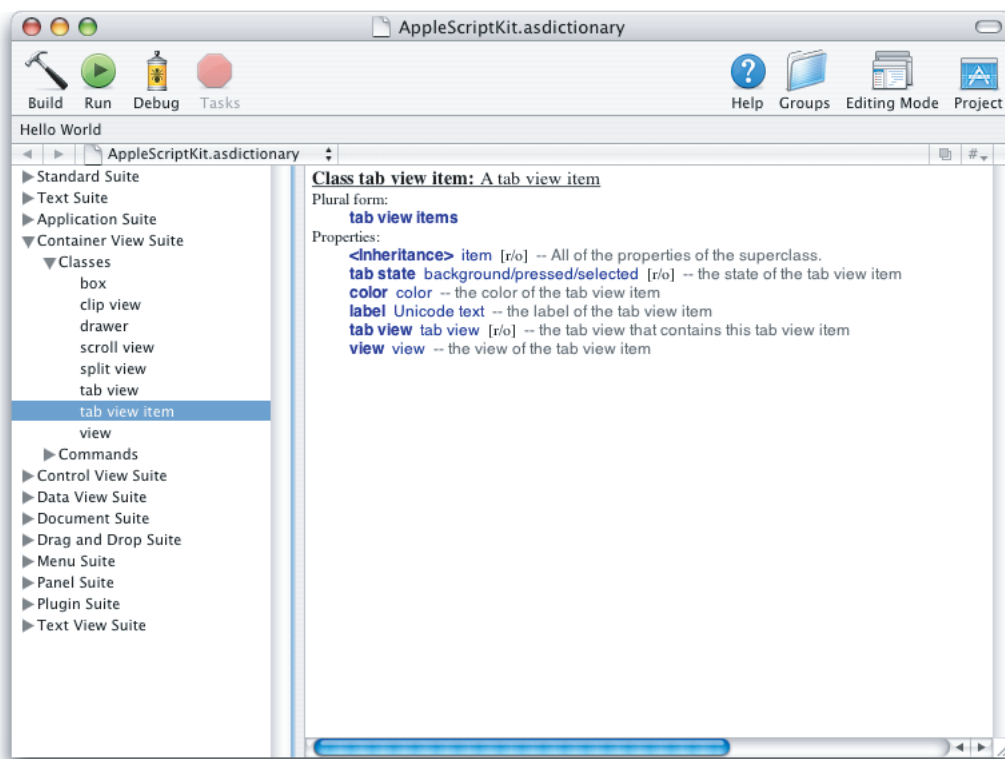 AppleScriptKit.asdictionary
Build Run Debug Tasks Help Groups Editing Mode Project
Hello World
AppleScriptKit.asdictionary #
Standard Suite
Text Suite
Application Suite
Container View Suite
Classes
box
clip view
drawer
scroll view
split view
tab view
tab view item
view
Commands
Control View Suite
Data View Suite
Document Suite
Drag and Drop Suite
Menu Suite
Panel Suite
Plugin Suite
Text View Suite
Class tab view item: A tab view item
Plural form:
tab view items
Properties:
<Inheritance> item [r/o] -- All of the properties of the superclass.
tab state background/pressed/selected [r/o] -- the state of the tab view item
color color -- the color of the tab view item
label Unicode text -- the label of the tab view item
tab view tab view [r/o] -- the tab view that contains this tab view item
view view -- the view of the tab view item